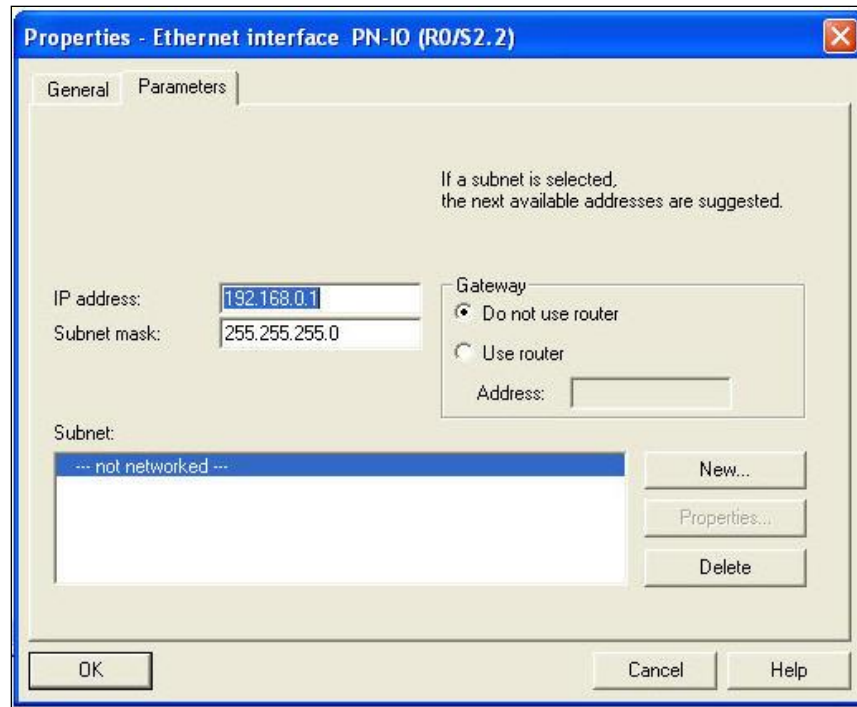 Properties - Ethernet interface PN-IO (R0/S2.2)
General
Parameters
If a subnet is selected,
the next available addresses are suggested.
IP address:
192.168.0.1
Subnet mask:
255.255.255.0
Gateway
Do not use router
Use router
Address:
Subnet:
--- not networked ---
New...
Properties...
Delete
OK
Cancel
Help